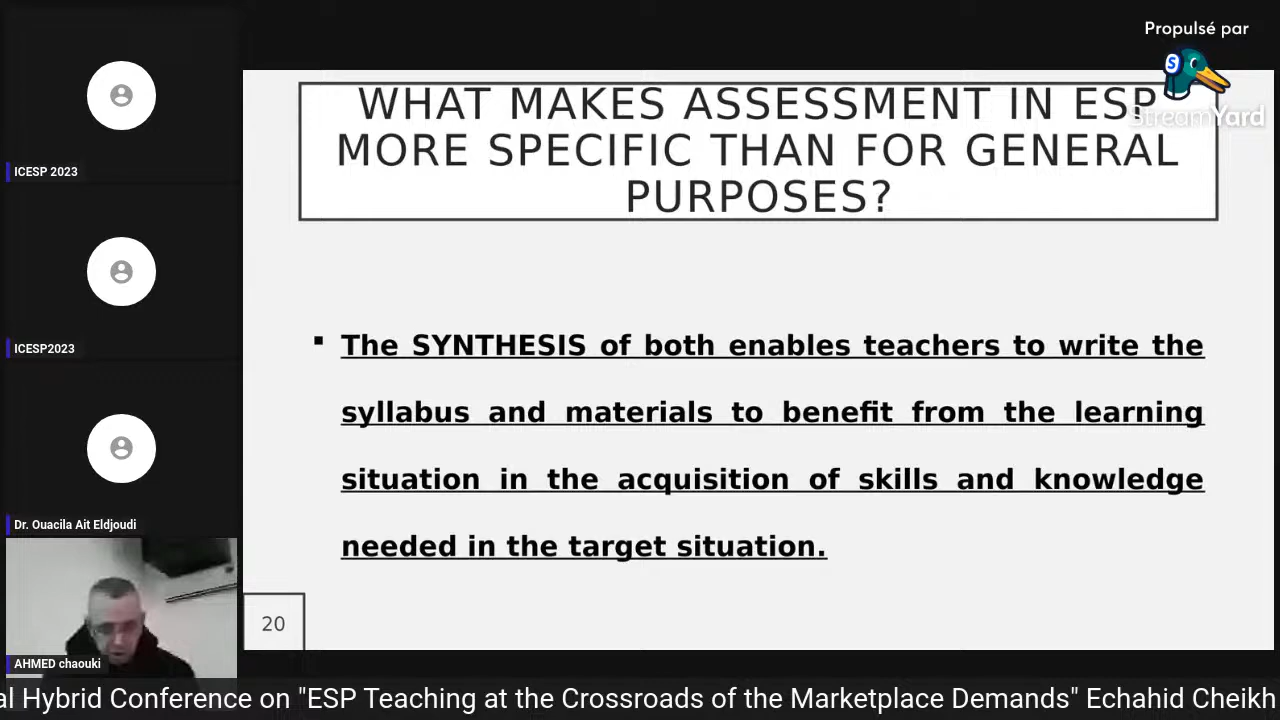 Propulsé par
StreamYard
WHAT MAKES ASSESSMENT IN ESP
MORE SPECIFIC THAN FOR GENERAL
PURPOSES?
ICESP 2023
ICESP2023
Dr. Ouacila Ait Eldjoudi
AHMED chaouki
▪ The SYNTHESIS of both enables teachers to write the
syllabus and materials to benefit from the learning
situation in the acquisition of skills and knowledge
needed in the target situation.
20
al Hybrid Conference on "ESP Teaching at the Crossroads of the Marketplace Demands" Echahid Cheikh